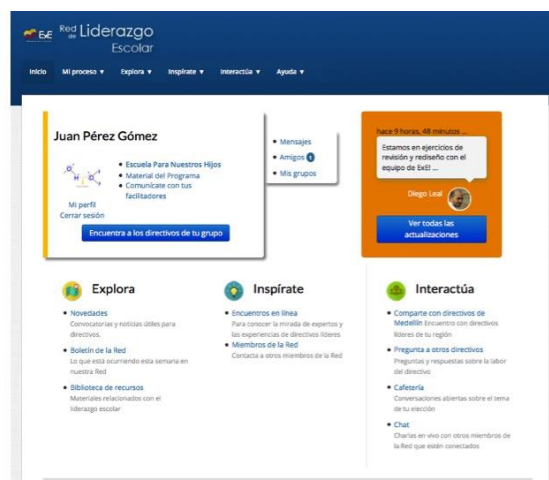 ExE Red de Liderazgo Escolar
Inicio Mi proceso ▾ Explora ▾ Inspírate ▾ Interactúa ▾ Ayuda ▾
Juan Pérez Gómez
Escuela Para Nuestros Hijos
Material del Programa
Comunícate con tus
facilitadores
Mi perfil
Cerrar sesión
Encuentra a los directivos de tu grupo
Mensajes
Amigos 1
Mis grupos
hace 9 horas, 48 minutos ...
Estamos en ejercicios de
revisión y rediseño con el
equipo de ExE! ...
Diego Leal
Ver todas las
actualizaciones
Explora
Novedades
Convocatorias y noticias útiles para
directivos.
Boletín de la Red
Lo que está ocurriendo esta semana en
nuestra Red
Biblioteca de recursos
Materiales relacionados con el
liderazgo escolar
Inspírate
Encuentros en línea
Para conocer la mirada de expertos y
las experiencias de directivos líderes
Miembros de la Red
Contacta a otros miembros de la Red
Interactúa
Comparte con directivos de
Medellín Encuentro con directivos
líderes de tu región
Pregunta a otros directivos
Preguntas y respuestas sobre la labor
del directivo
Cafetería
Conversaciones abiertas sobre el tema
de tu elección
Chat
Charlas en vivo con otros miembros de
la Red que estén conectados